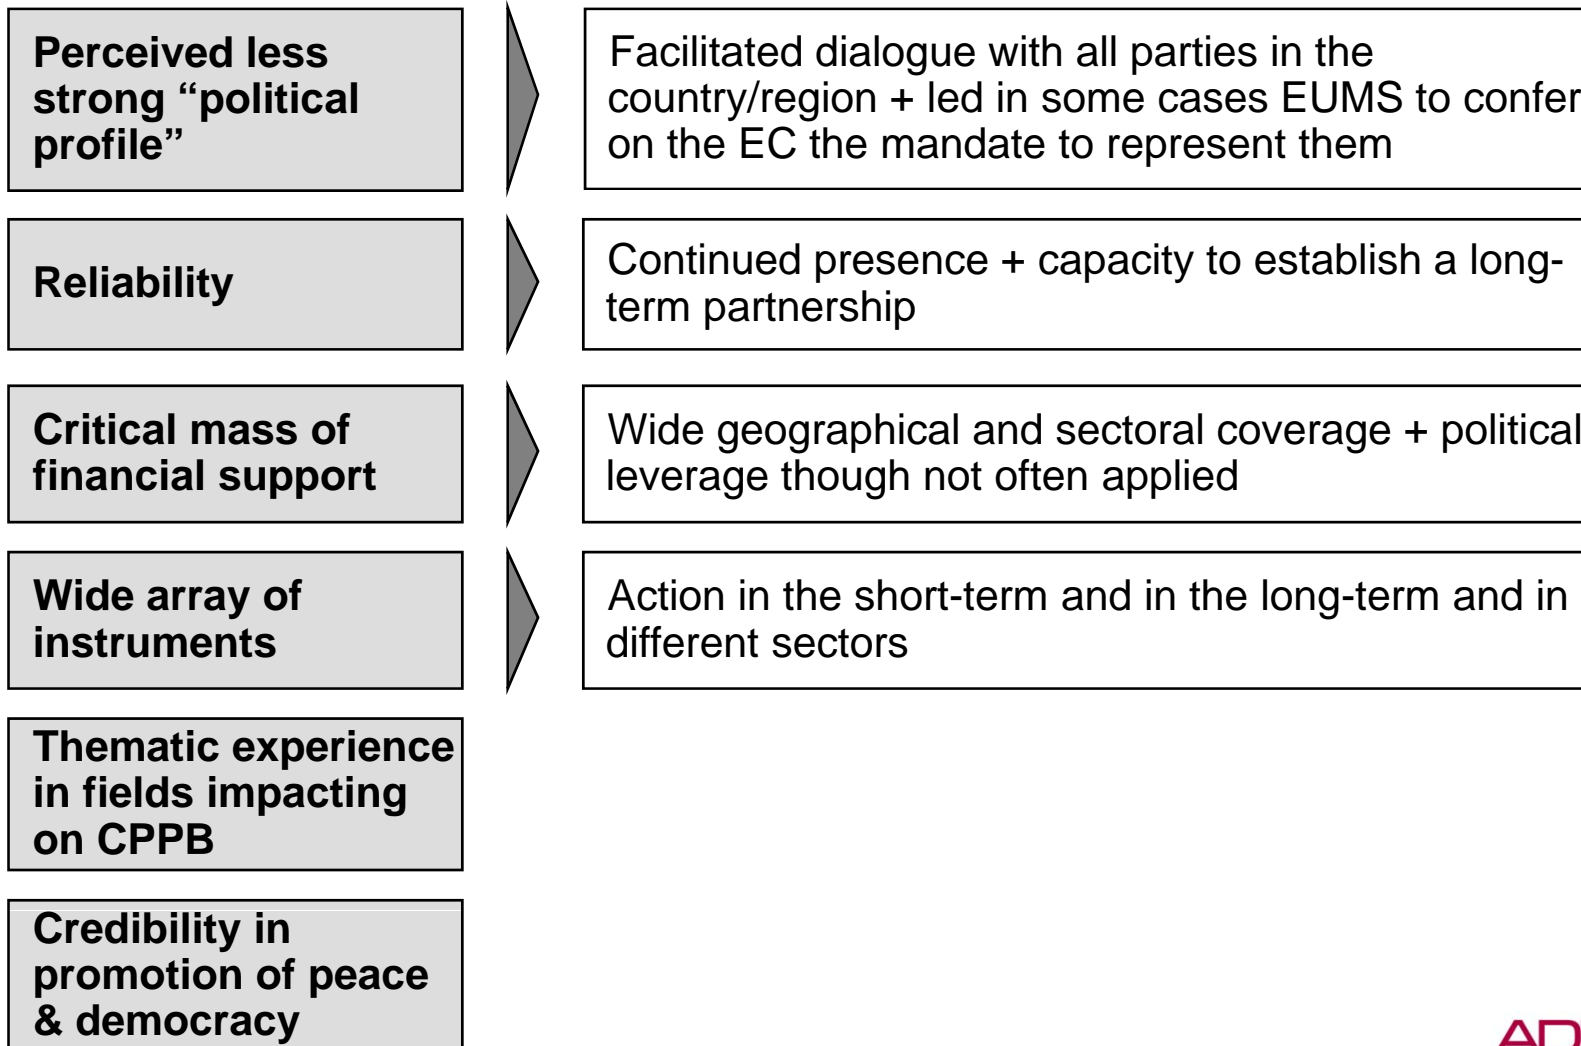 Perceived less
strong “political
profile”
Facilitated dialogue with all parties in the
country/region + led in some cases EUMS to confer
on the EC the mandate to represent them
Reliability
Continued presence + capacity to establish a long-
term partnership
Critical mass of
financial support
Wide geographical and sectoral coverage + political
leverage though not often applied
Wide array of
instruments
Action in the short-term and in the long-term and in
different sectors
Thematic experience
in fields impacting
on CPPB
Credibility in
promotion of peace
& democracy